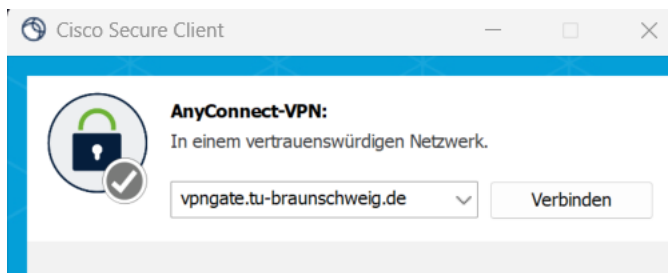 Cisco Secure Client
AnyConnect-VPN:
In einem vertrauenswürdigen Netzwerk.
vpngate.tu-braunschweig.de
Verbinden